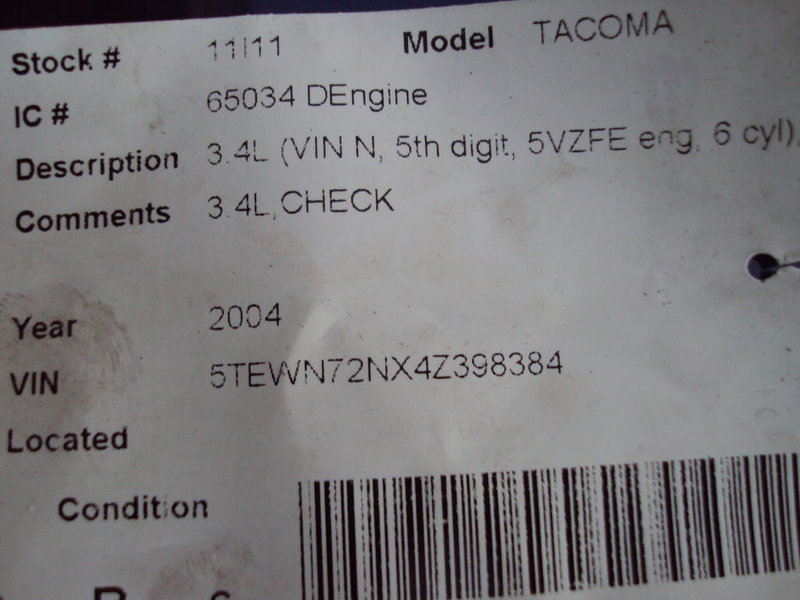 Stock # 11111 Model TACOMA
IC # 65034 DEngine
Description 3.4L (VIN N, 5th digit, 5VZFE eng, 6 cyl),
Comments 3.4L,CHECK
Year 2004
VIN 5TEWN72NX4Z398384
Located
Condition